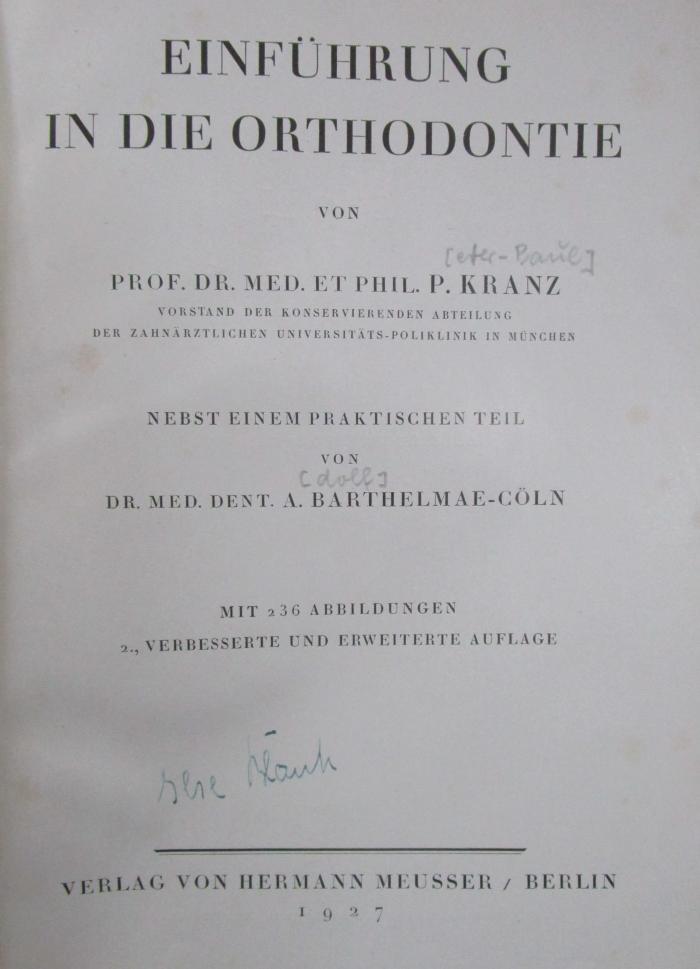 EINFÜHRUNG
IN DIE ORTHODONTIE
VON
[eter-Paul]
PROF. DR. MED. ET PHIL. P. KRANZ
VORSTAND DER KONSERVIERENDEN ABTEILUNG
DER ZAHNÄRZTLICHEN UNIVERSITÄTS-POLIKLINIK IN MÜNCHEN
NEBST EINEM PRAKTISCHEN TEIL
VON
[dolf]
DR. MED. DENT. A. BARTHELMAE-CÖLN
MIT 236 ABBILDUNGEN
2., VERBESSERTE UND ERWEITERTE AUFLAGE
Ilse
VERLAG VON HERMANN MEUSSER / BERLIN
1927